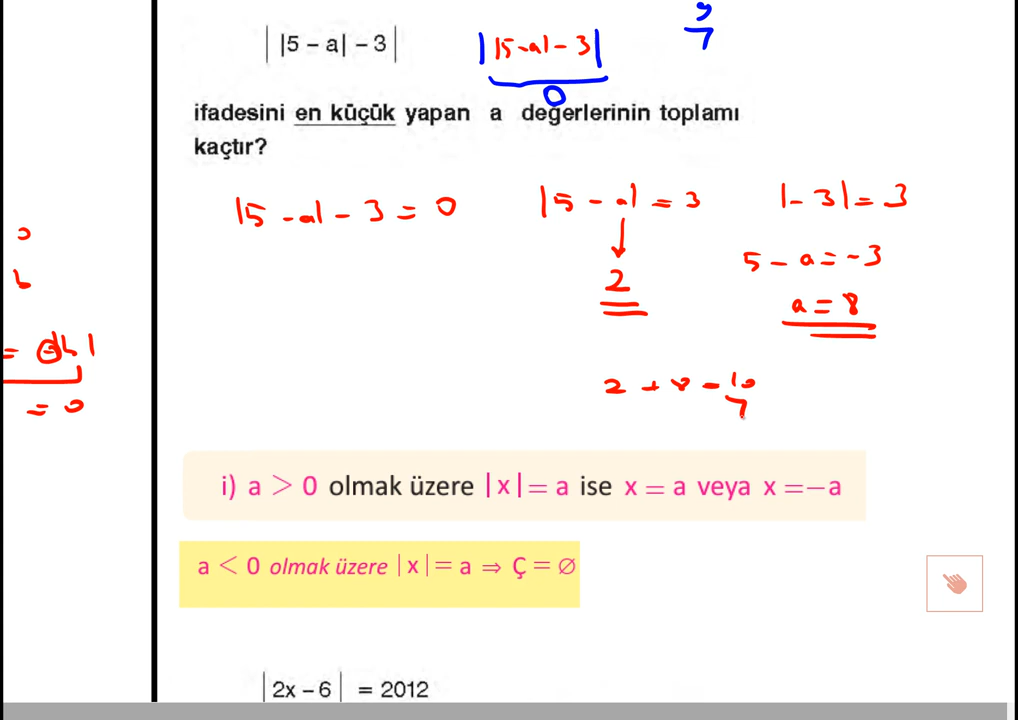 | |5 – a| – 3 |
| |5-a| - 3 |
0
ifadesini en küçük yapan a değerlerinin toplamı
kaçtır?
|5 - a| - 3 = 0
|5 - a| = 3
2
|- 3| = 3
5 - a = -3
a = 8
2 + 8 - 10
= 0
i) a > 0 olmak üzere |x| = a ise x = a veya x = –a
a < 0 olmak üzere |x| = a ⇒ Ç = ∅
|2x – 6| = 2012